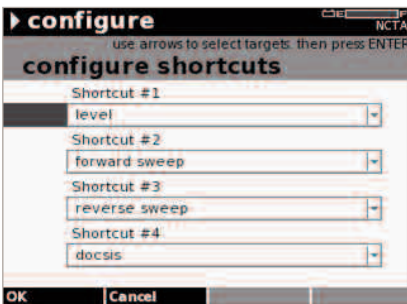 configure
E F
NCTA
use arrows to select targets. then press ENTER
configure shortcuts
Shortcut #1
level
Shortcut #2
forward sweep
Shortcut #3
reverse sweep
Shortcut #4
docsis
OK Cancel